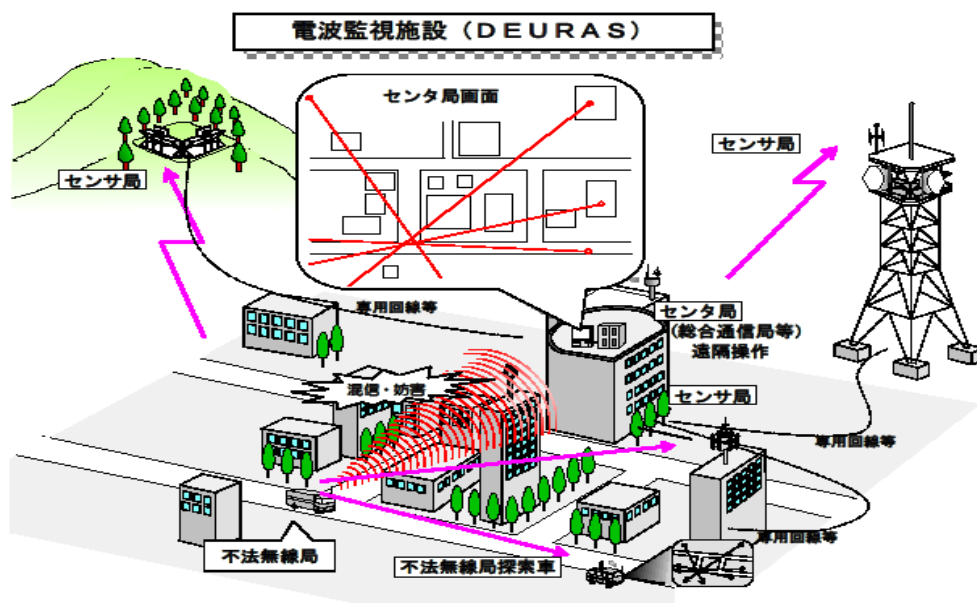 電波監視施設（ＤＥＵＲＡＳ）
センタ局画面
センサ局
センサ局
専用回線等
センタ局
（総合通信局等）
遠隔操作
混信・妨害
センサ局
専用回線等
専用回線等
不法無線局
不法無線局探索車